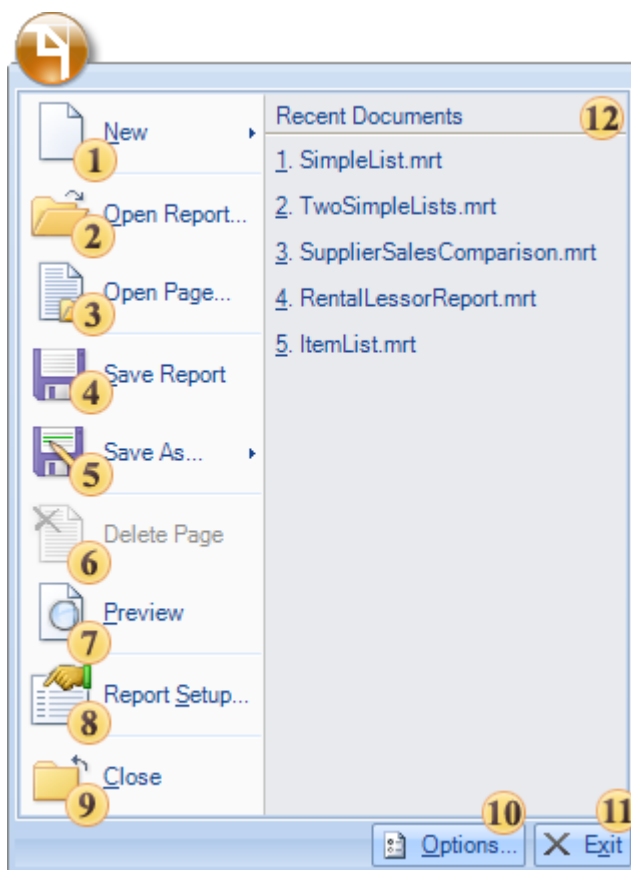 New
1
Open Report...
2
Open Page...
3
Save Report
4
Save As...
5
Delete Page
6
Preview
7
Report Setup...
8
Close
9
Recent Documents 12
1. SimpleList.mrt
2. TwoSimpleLists.mrt
3. SupplierSalesComparison.mrt
4. RentalLessorReport.mrt
5. ItemList.mrt
10 11
Options... Exit